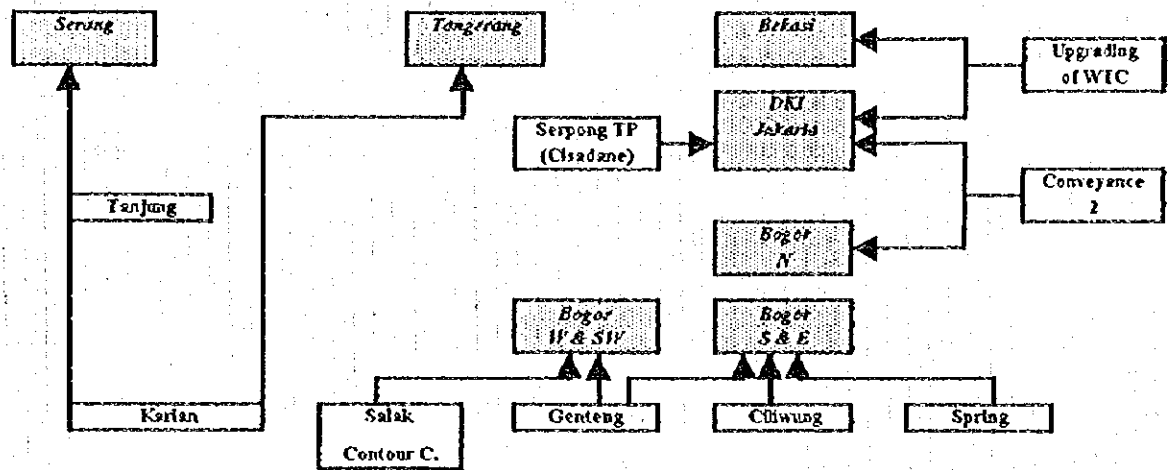 Serang
Tangerang
Bekasi
Upgrading
of WTC
DKI
Jakarta
Serpong TP
(Cisadane)
Tanjung
Conveyance
2
Bogor
N
Bogor
W & SW
Bogor
S & E
Karian
Salak
Contour C.
Genteng
Ciliwung
Spring